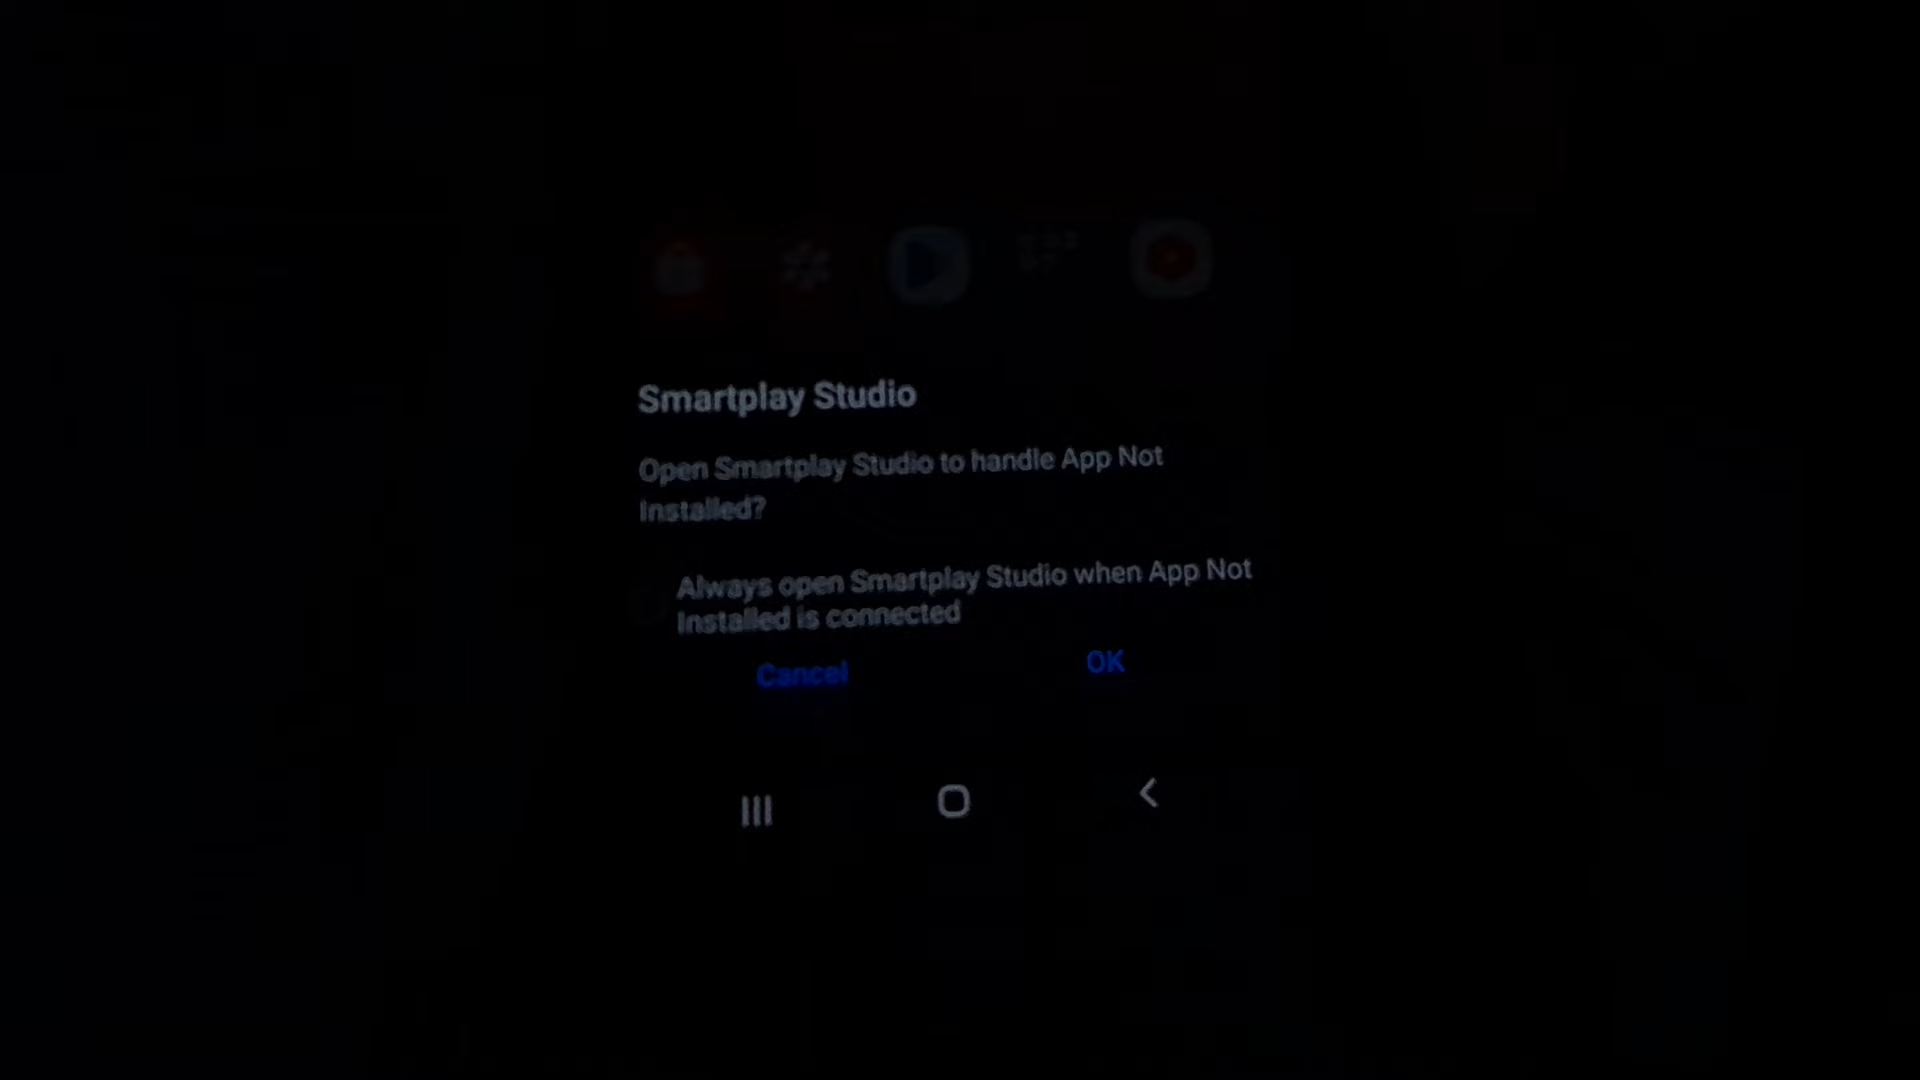 Smartplay Studio
Open Smartplay Studio to handle App Not
Installed?
Always open Smartplay Studio when App Not
Installed is connected
Cancel
OK